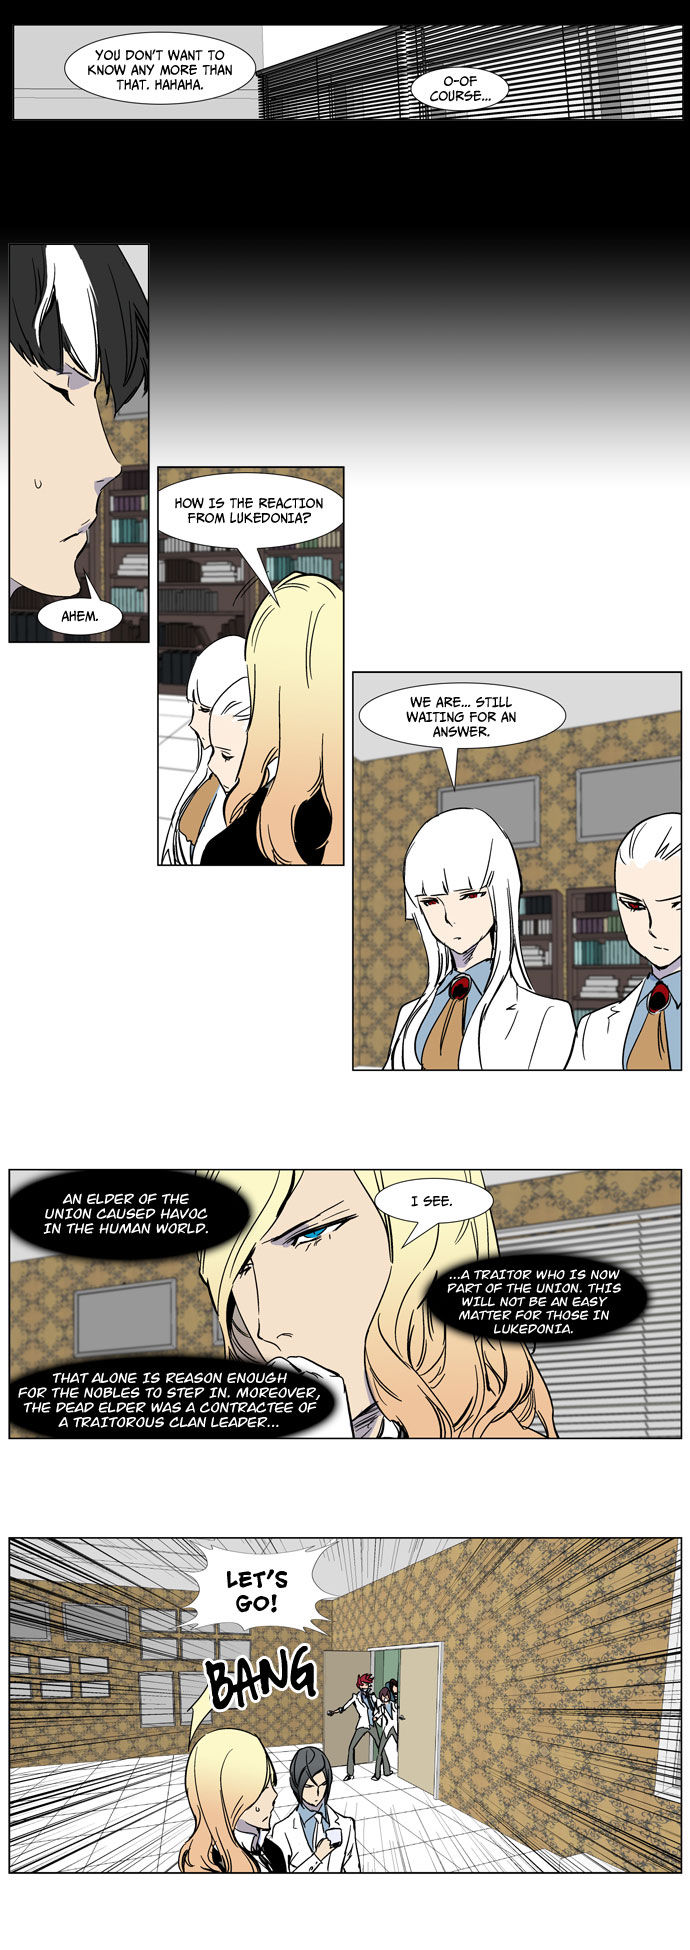 YOU DON'T WANT TO
KNOW ANY MORE THAN
THAT. HAHAHA.
O-OF
COURSE...
AHEM.
HOW IS THE REACTION
FROM LUKEDONIA?
WE ARE... STILL
WAITING FOR AN
ANSWER.
AN ELDER OF THE
UNION CAUSED HAVOC
IN THE HUMAN WORLD.
I SEE.
...A TRAITOR WHO IS NOW
PART OF THE UNION. THIS
WILL NOT BE AN EASY
MATTER FOR THOSE IN
LUKEDONIA.
THAT ALONE IS REASON ENOUGH
FOR THE NOBLES TO STEP IN. MOREOVER,
THE DEAD ELDER WAS A CONTRACTEE OF
A TRAITOROUS CLAN LEADER...
LET'S
GO!
BANG